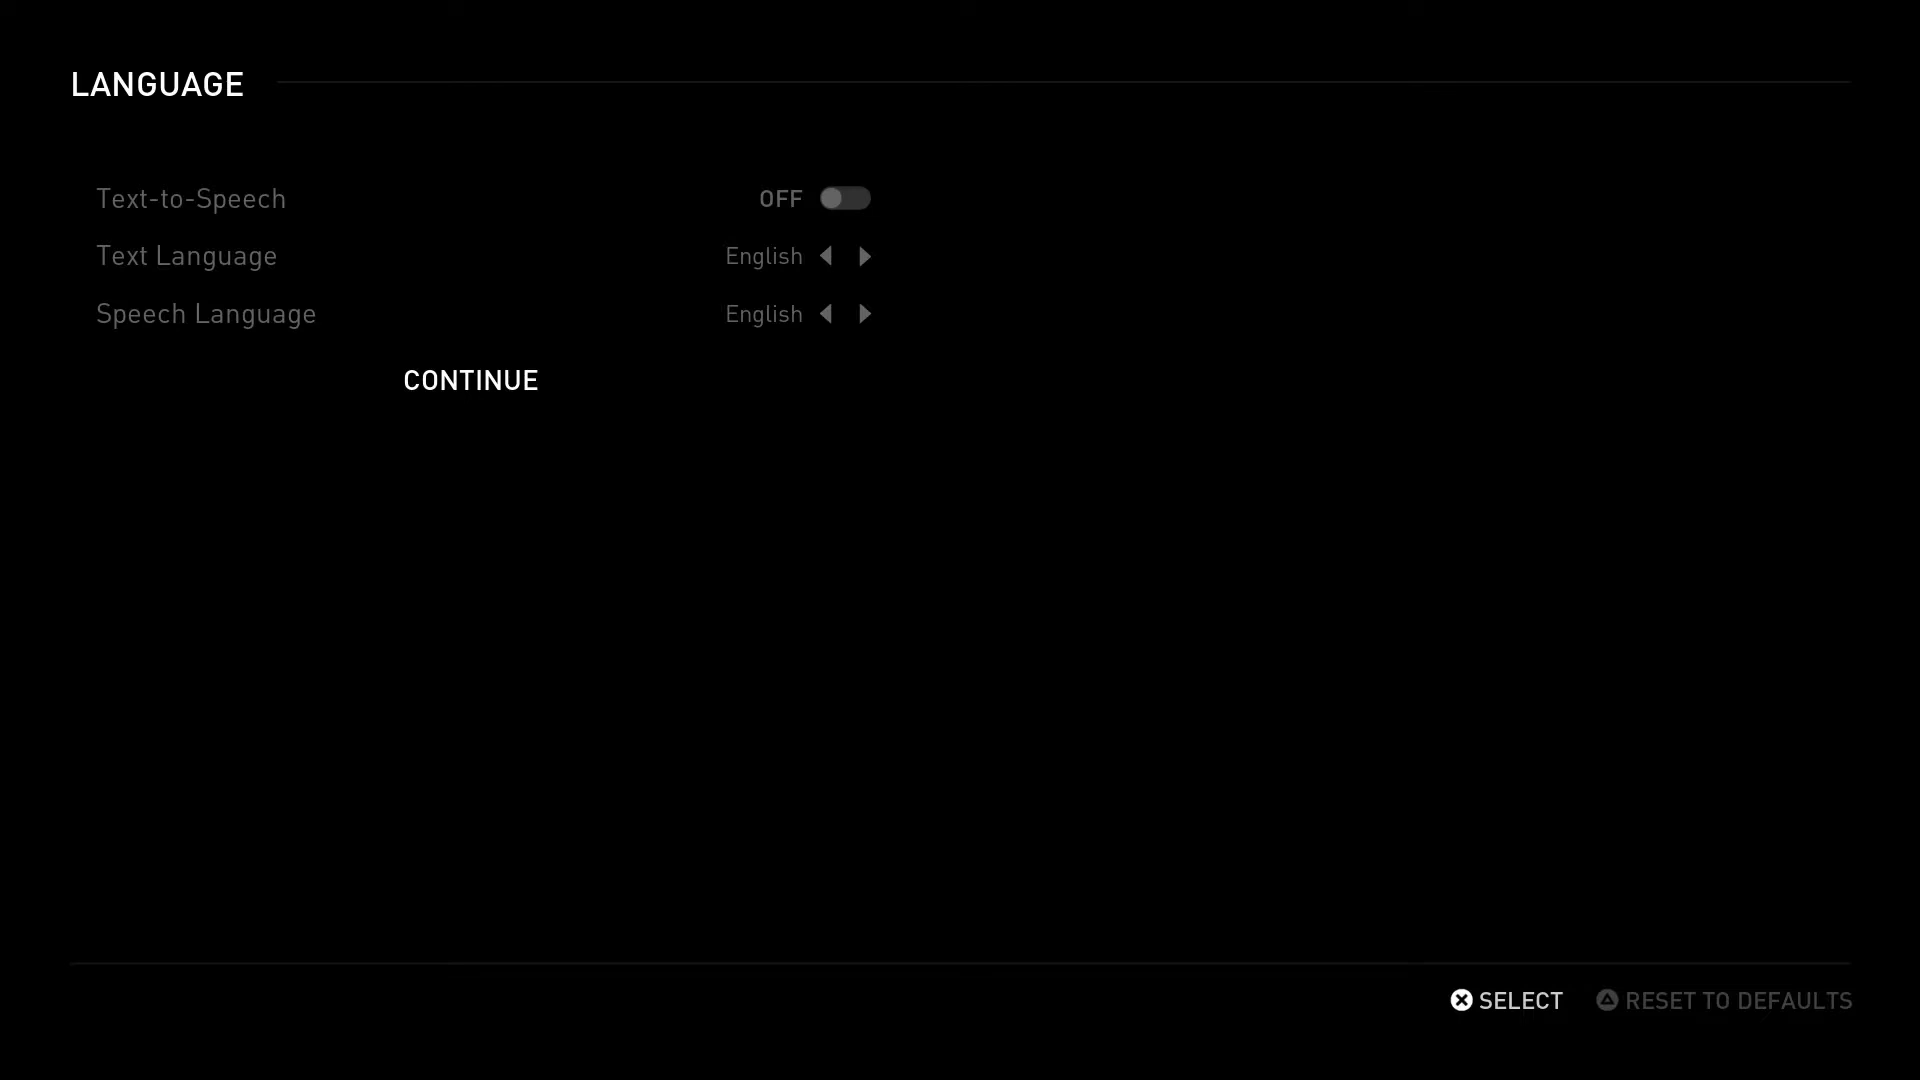 LANGUAGE
Text-to-Speech OFF
Text Language English
Speech Language English
CONTINUE
SELECT RESET TO DEFAULTS